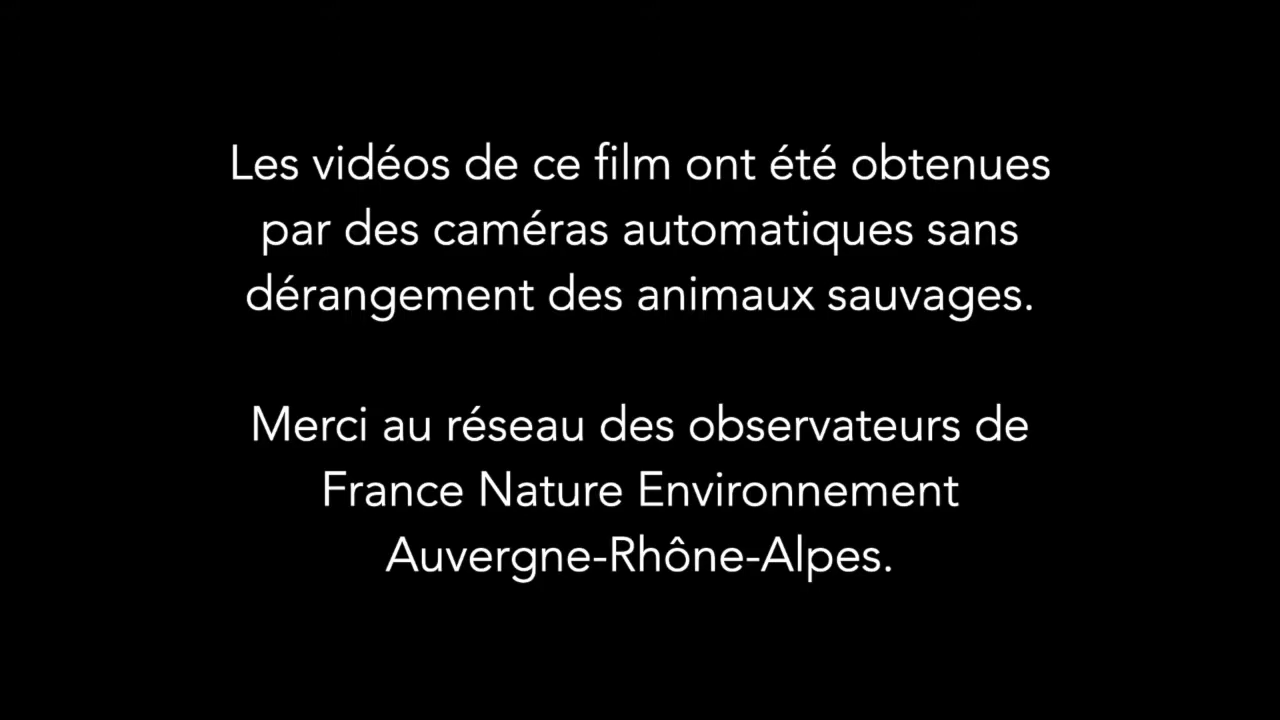 Les vidéos de ce film ont été obtenues
par des caméras automatiques sans
dérangement des animaux sauvages.
Merci au réseau des observateurs de
France Nature Environnement
Auvergne-Rhône-Alpes.